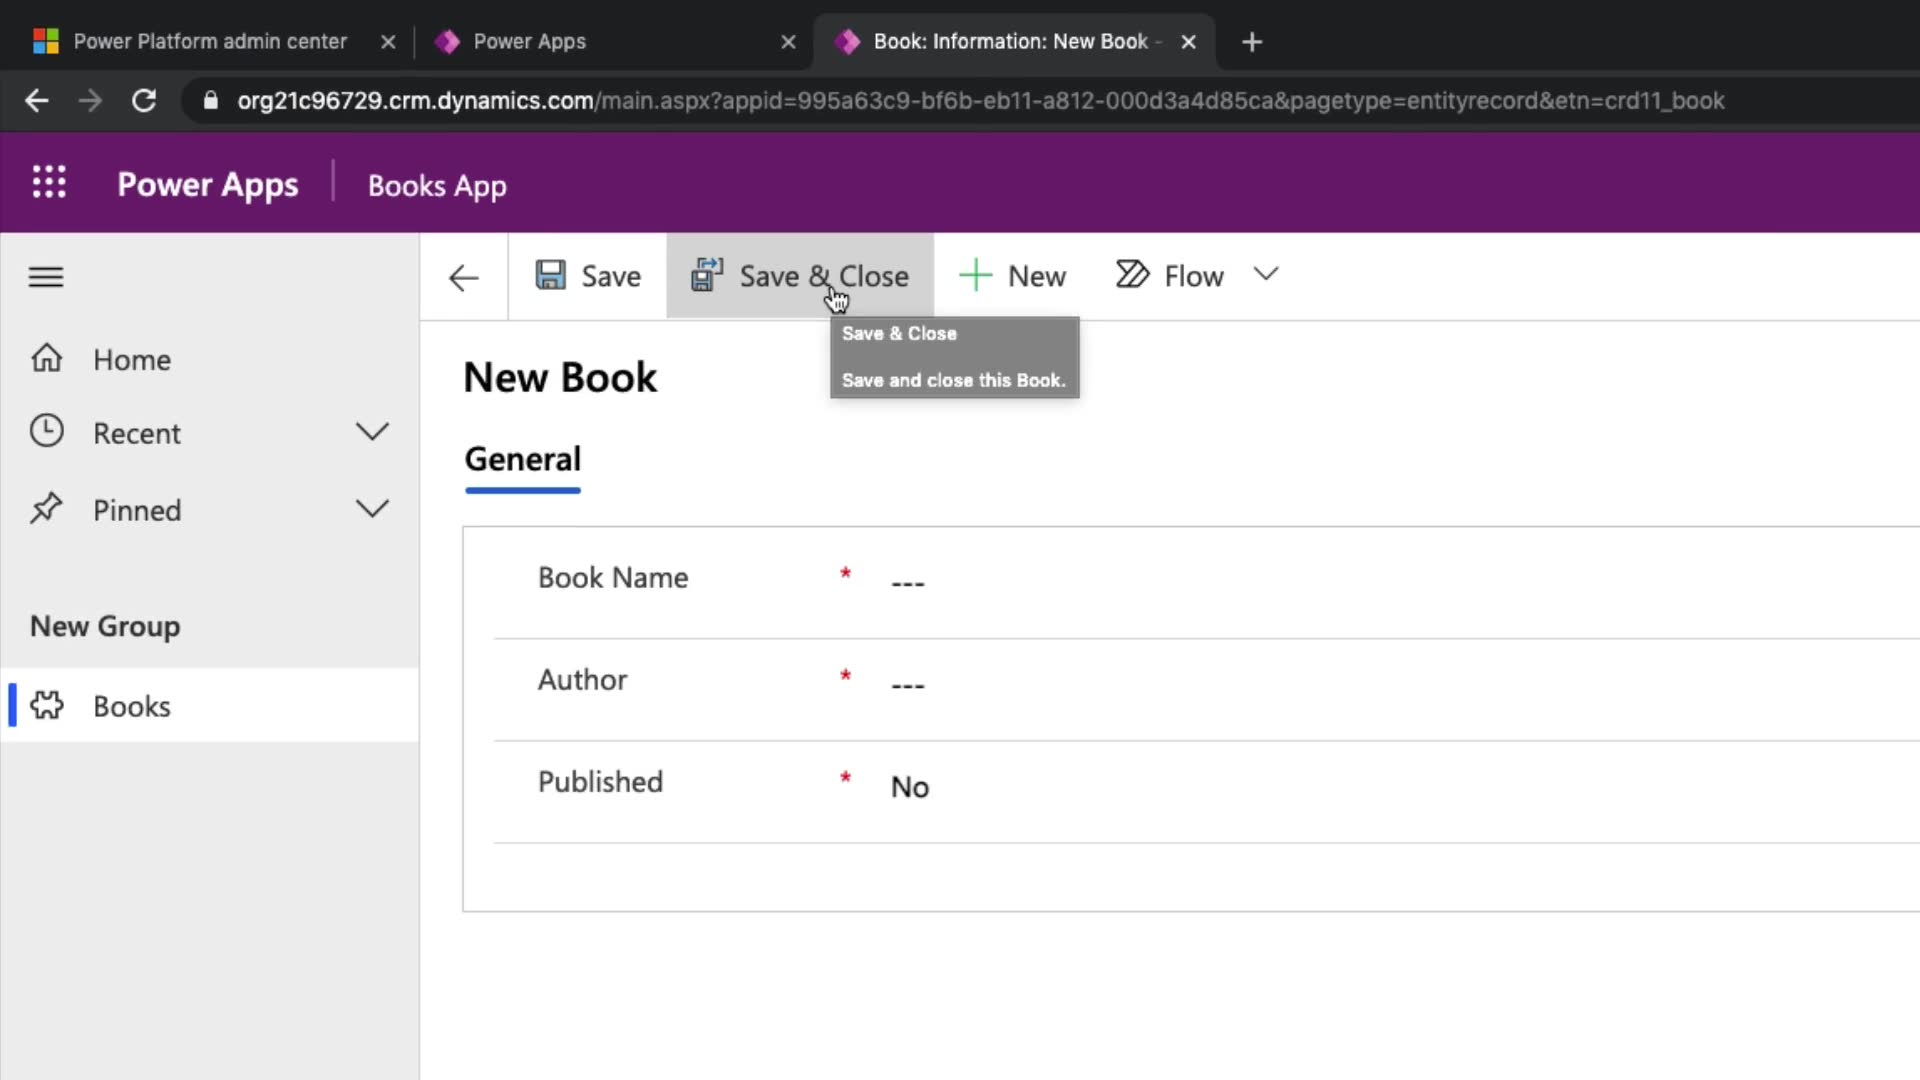 Power Platform admin center
Power Apps
Book: Information: New Book -
org21c96729.crm.dynamics.com/main.aspx?appid=995a63c9-bf6b-eb11-a812-000d3a4d85ca&pagetype=entityrecord&etn=crd11_book
Power Apps
Books App
Save
Save & Close
New
Flow
Save & Close
Save and close this Book.
Home
Recent
Pinned
New Group
Books
New Book
General
Book Name * ---
Author * ---
Published * No